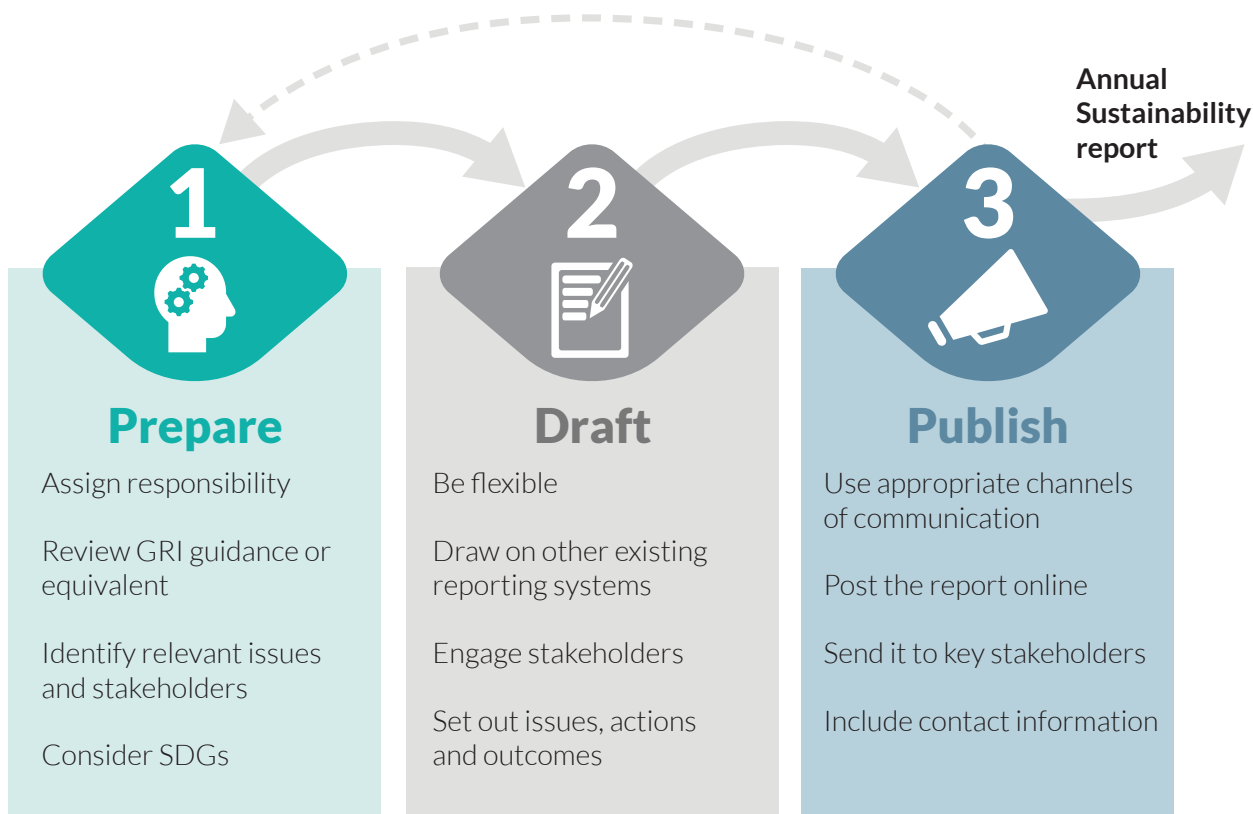 Annual
Sustainability
report
1
Prepare
Assign responsibility
Review GRI guidance or
equivalent
Identify relevant issues
and stakeholders
Consider SDGs
2
Draft
Be flexible
Draw on other existing
reporting systems
Engage stakeholders
Set out issues, actions
and outcomes
3
Publish
Use appropriate channels
of communication
Post the report online
Send it to key stakeholders
Include contact information